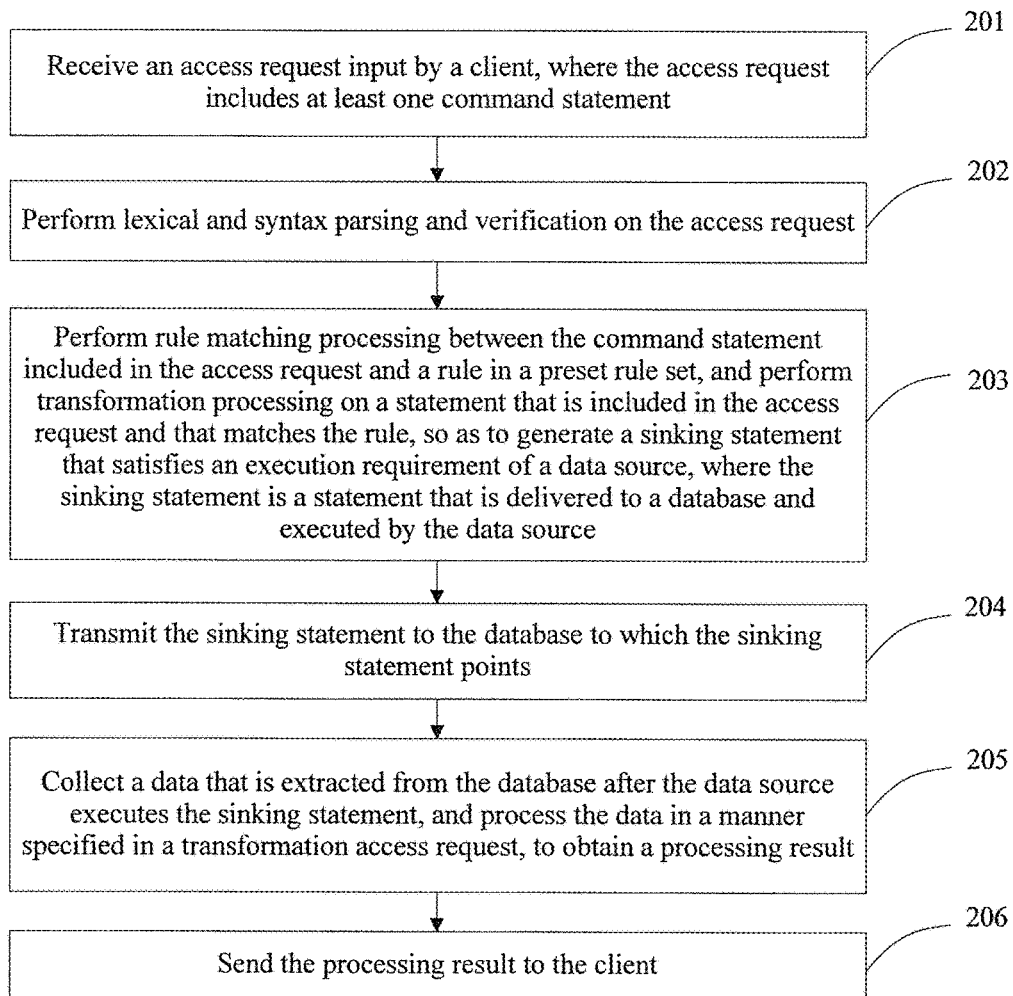 201
Receive an access request input by a client, where the access request
includes at least one command statement
202
Perform lexical and syntax parsing and verification on the access request
Perform rule matching processing between the command statement
included in the access request and a rule in a preset rule set, and perform
transformation processing on a statement that is included in the access
request and that matches the rule, so as to generate a sinking statement
that satisfies an execution requirement of a data source, where the
sinking statement is a statement that is delivered to a database and
executed by the data source
203
204
Transmit the sinking statement to the database to which the sinking
statement points
205
Collect a data that is extracted from the database after the data source
executes the sinking statement, and process the data in a manner
specified in a transformation access request, to obtain a processing result
206
Send the processing result to the client